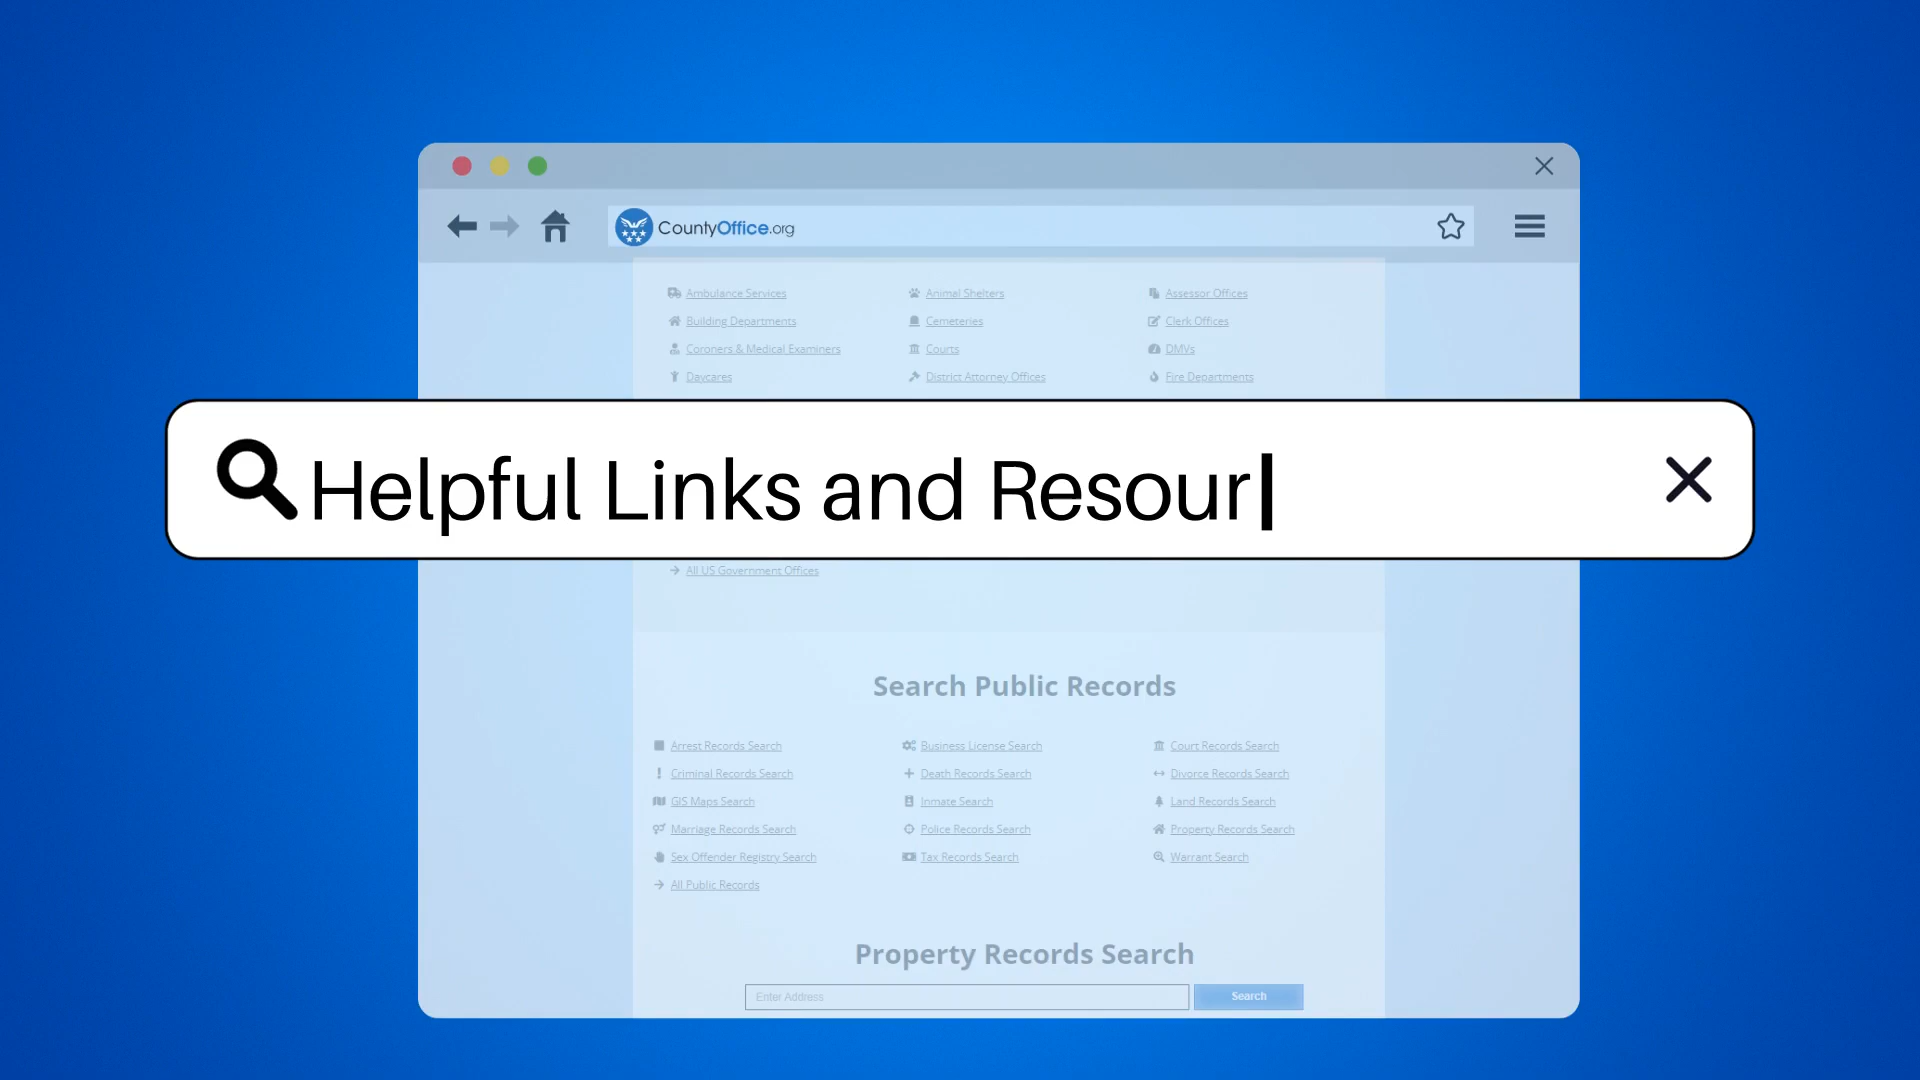 CountyOffice.org
Ambulance Services Animal Shelters Assessor Offices
Building Departments Cemeteries Clerk Offices
Coroners & Medical Examiners Courts DMVs
Daycares District Attorney Offices Fire Departments
Helpful Links and Resour
All US Government Offices
Search Public Records
Arrest Records Search Business License Search Court Records Search
Criminal Records Search Death Records Search Divorce Records Search
GIS Maps Search Inmate Search Land Records Search
Marriage Records Search Police Records Search Property Records Search
Sex Offender Registry Search Tax Records Search Warrant Search
All Public Records
Property Records Search
Enter Address Search